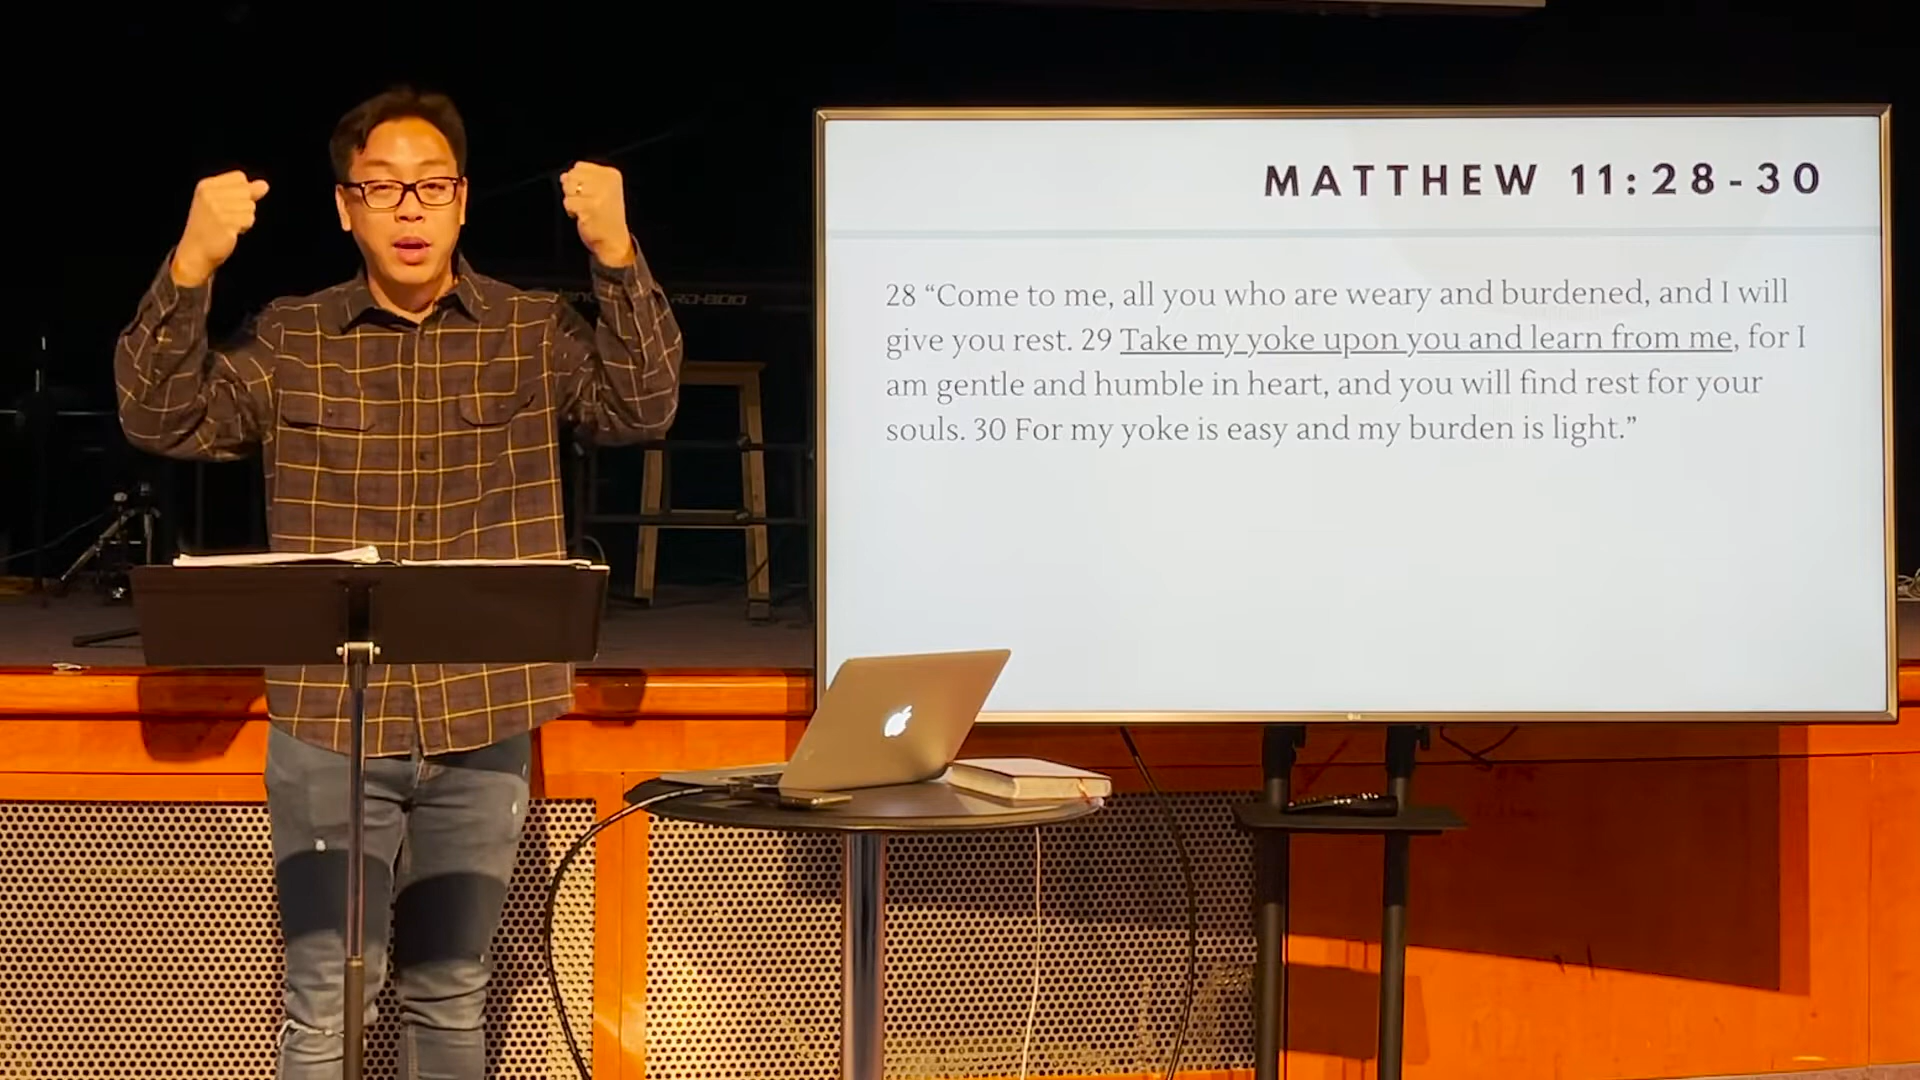 MATTHEW 11:28-30
28 “Come to me, all you who are weary and burdened, and I will
give you rest. 29 Take my yoke upon you and learn from me, for I
am gentle and humble in heart, and you will find rest for your
souls. 30 For my yoke is easy and my burden is light.”
RD-800